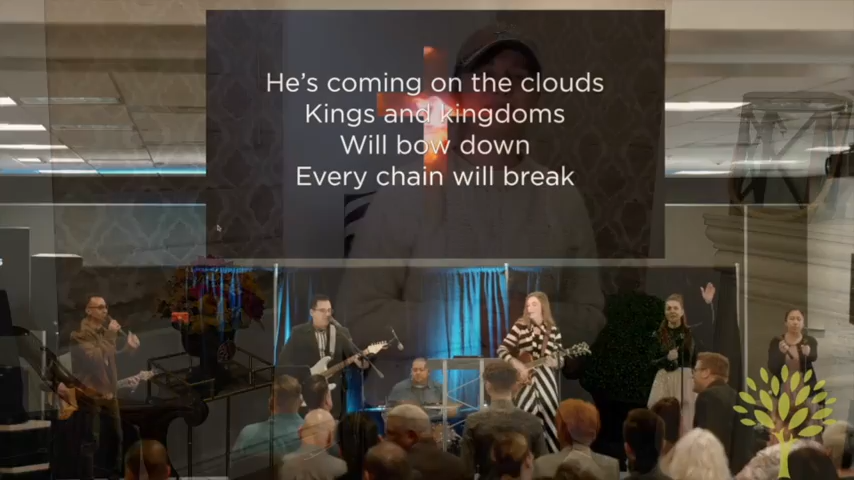 He's coming on the clouds
Kings and kingdoms
Will bow down
Every chain will break